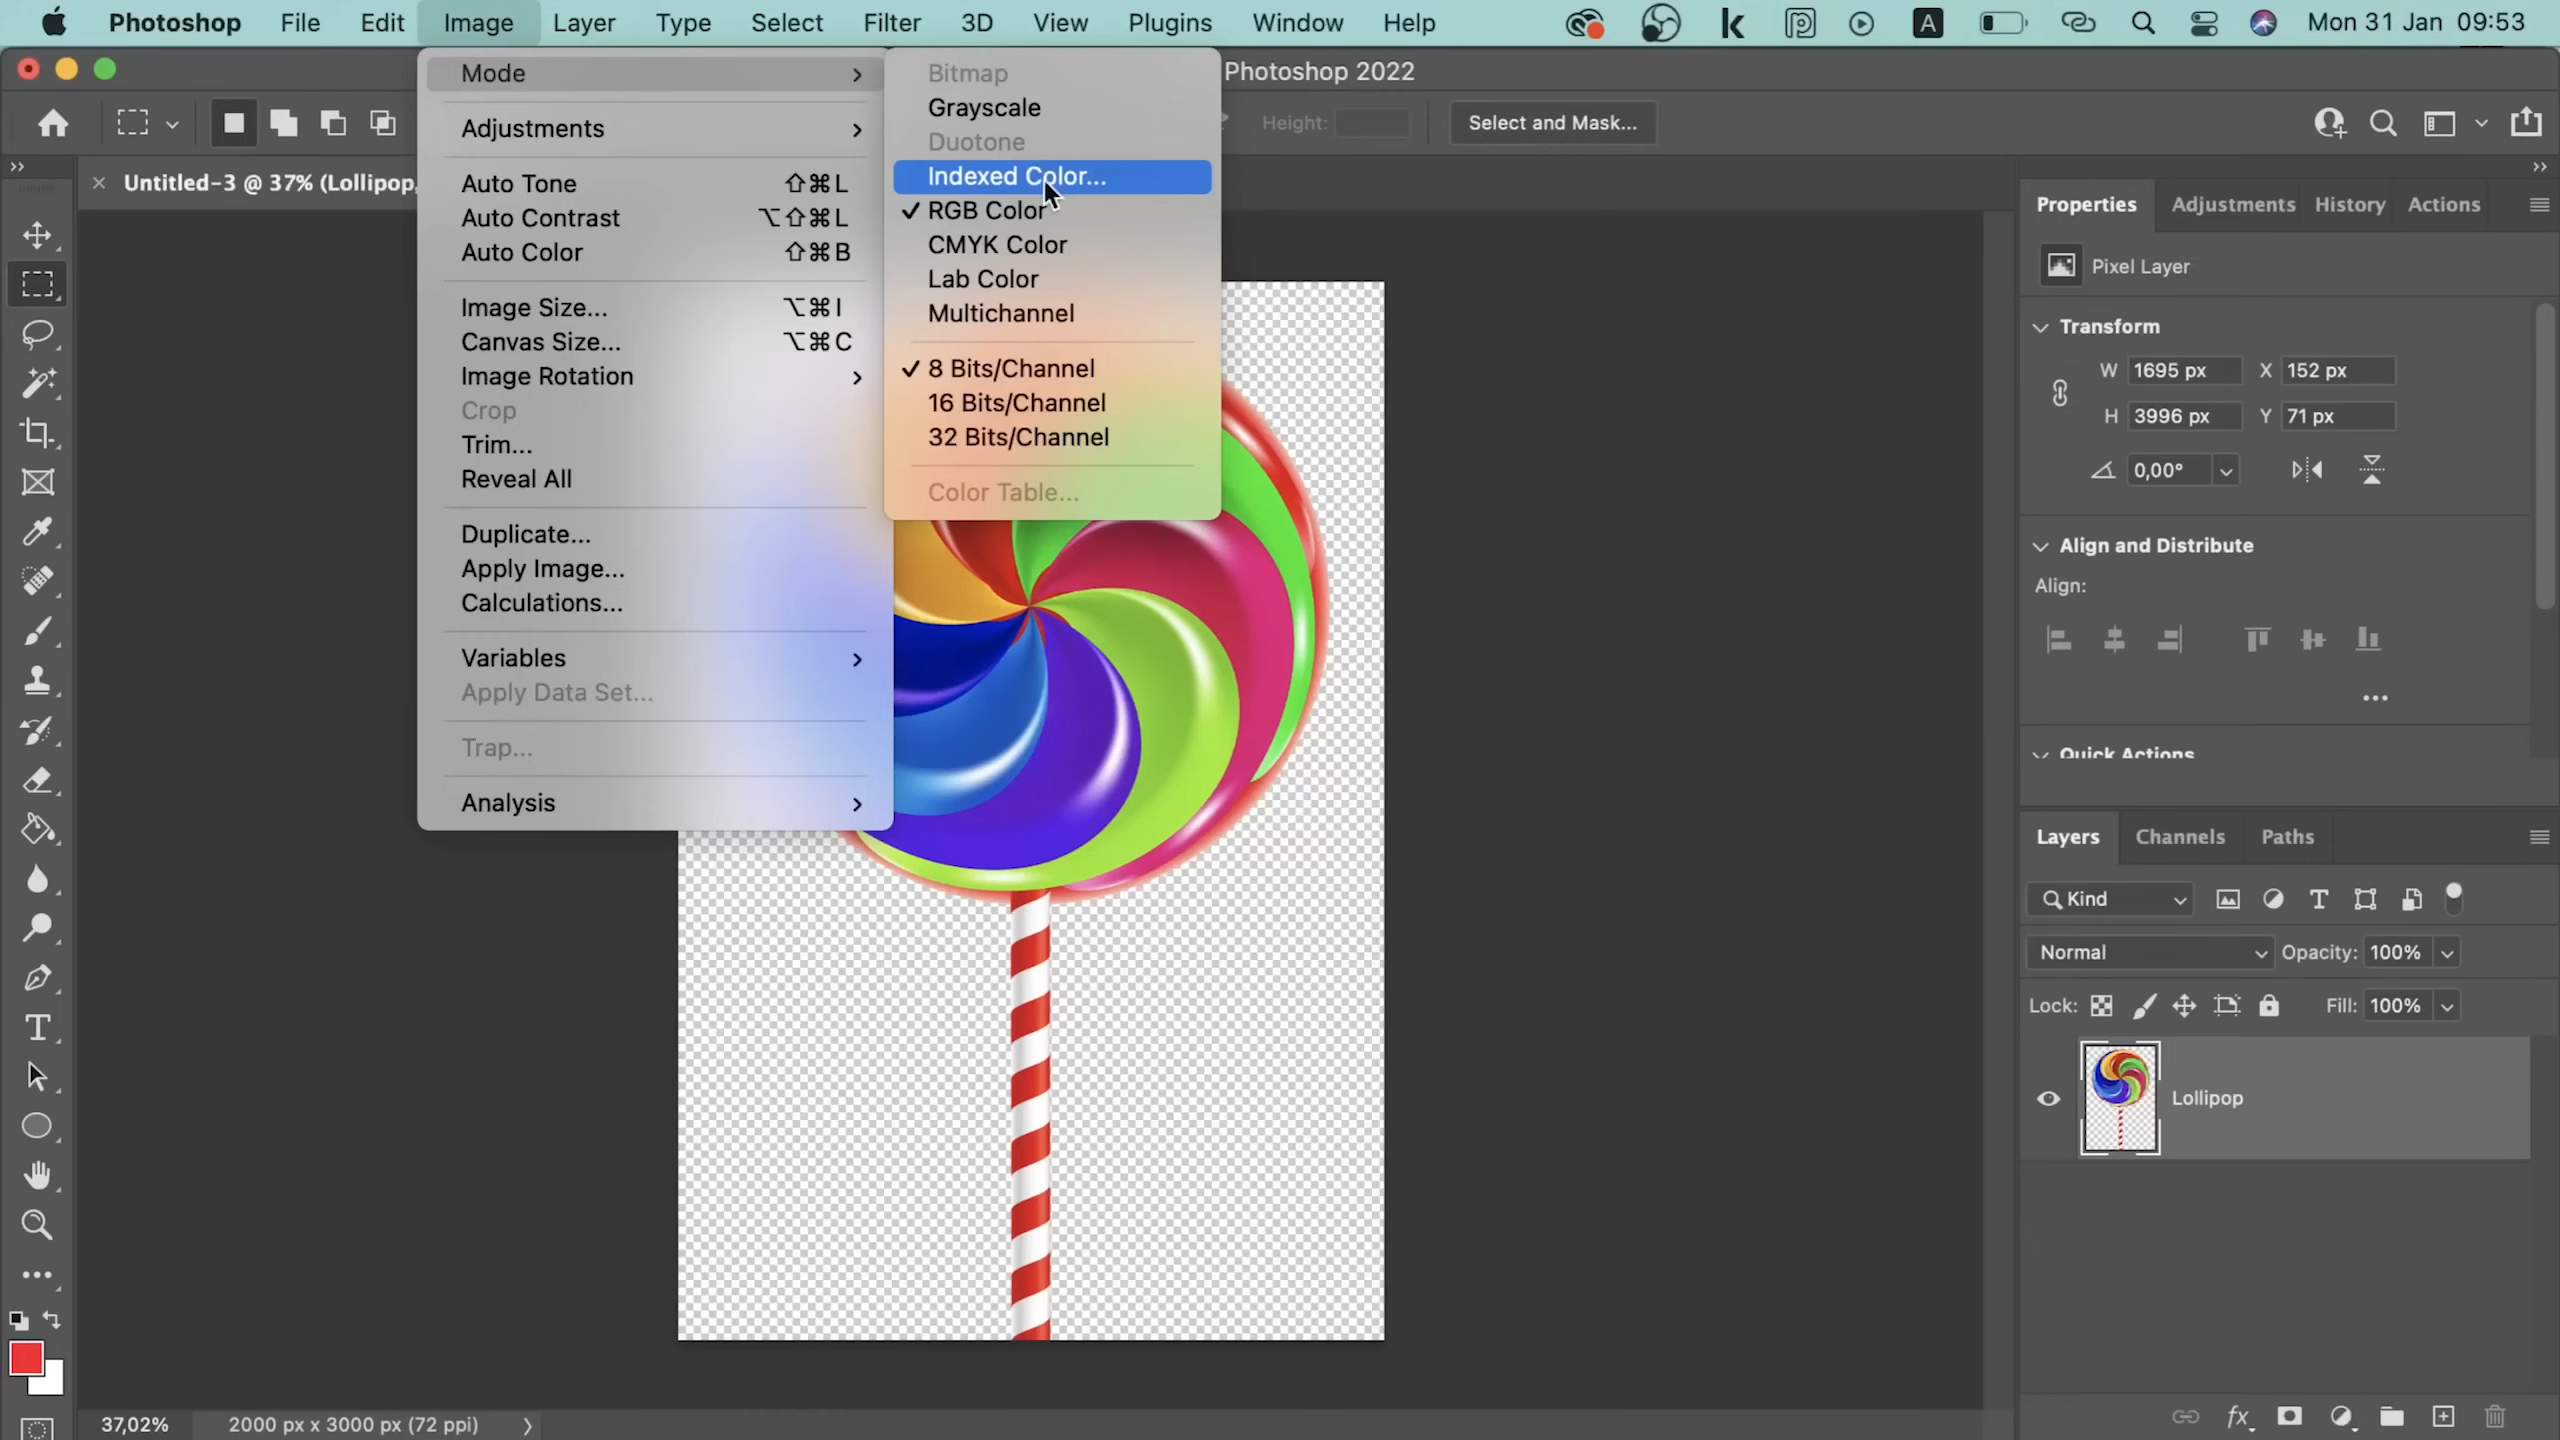 Photoshop File Edit Image Layer Type Select Filter 3D View Plugins Window Help A Mon 31 Jan 09:53
Photoshop 2022
Height: Select and Mask...
Untitled-3 @ 37% (Lollipop,
Mode
Adjustments
Auto Tone ⇧⌘L
Auto Contrast ⌥⇧⌘L
Auto Color ⇧⌘B
Image Size... ⌥⌘I
Canvas Size... ⌥⌘C
Image Rotation
Crop
Trim...
Reveal All
Duplicate...
Apply Image...
Calculations...
Variables
Apply Data Set...
Trap...
Analysis
Bitmap
Grayscale
Duotone
Indexed Color...
✓ RGB Color
CMYK Color
Lab Color
Multichannel
✓ 8 Bits/Channel
16 Bits/Channel
32 Bits/Channel
Color Table...
Properties Adjustments History Actions
Pixel Layer
Transform
W 1695 px X 152 px
H 3996 px Y 71 px
0,00°
Align and Distribute
Align:
Quick Actions
Layers Channels Paths
Kind
Normal Opacity: 100%
Lock: Fill: 100%
Lollipop
fx
37,02% 2000 px x 3000 px (72 ppi)